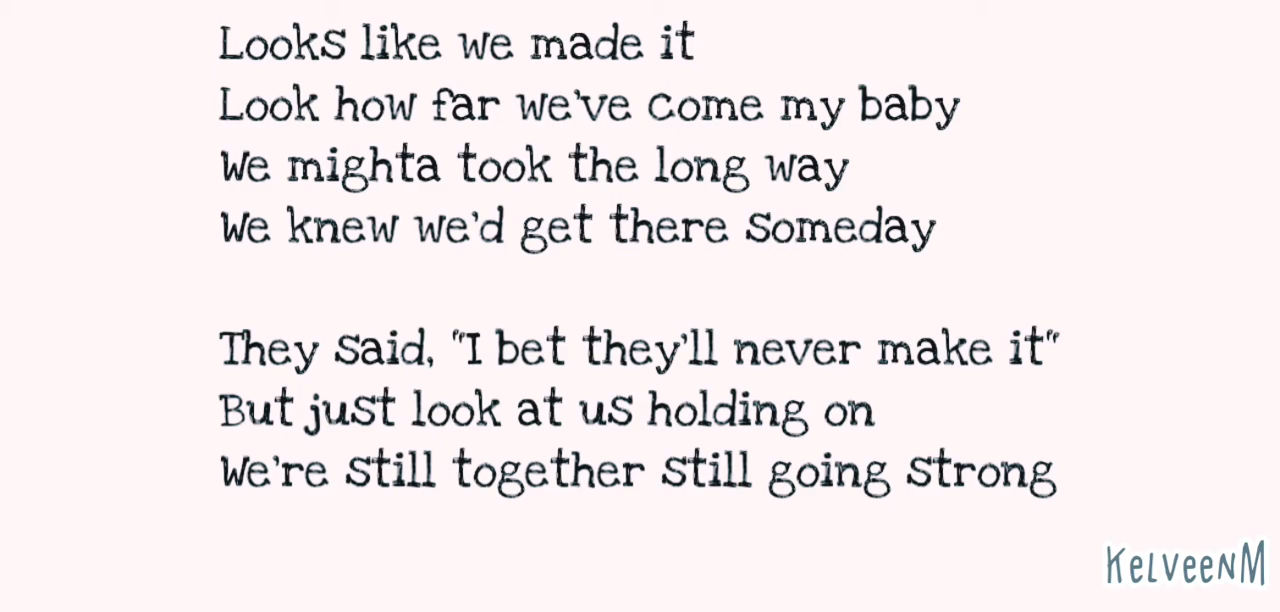 Looks like we made it
Look how far we've come my baby
We mighta took the long way
We knew we'd get there someday
They said, "I bet they'll never make it"
But just look at us holding on
We're still together still going strong
KelveenM